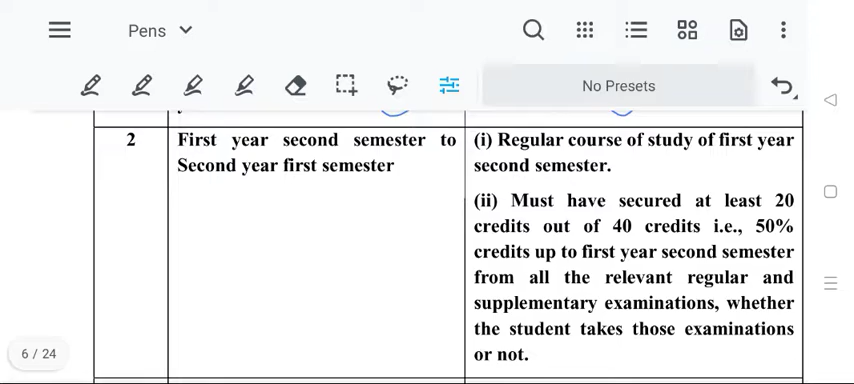 Pens
No Presets
2
First year second semester to
Second year first semester
(i) Regular course of study of first year
second semester.
(ii) Must have secured at least 20
credits out of 40 credits i.e., 50%
credits up to first year second semester
from all the relevant regular and
supplementary examinations, whether
the student takes those examinations
or not.
6 / 24